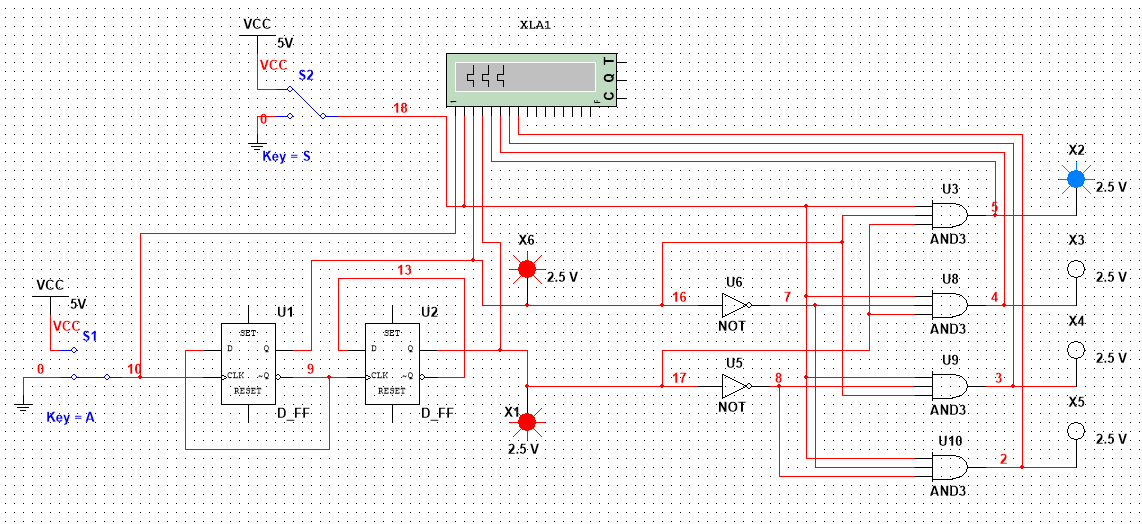 XLA1
VCC
5V
VCC
S2
18
0
Key = S
T
Q
C
1
F
X2
2.5 V
U3
5
AND3
X6
2.5 V
13
X3
2.5 V
U6
16
7
NOT
U8
4
AND3
VCC
5V
VCC
S1
0
10
Key = A
U1
SET
D
Q
CLK
~Q
RESET
D_FF
9
U2
SET
D
Q
CLK
~Q
RESET
D_FF
X1
2.5 V
U5
17
8
NOT
X4
2.5 V
U9
3
AND3
X5
2.5 V
U10
2
AND3